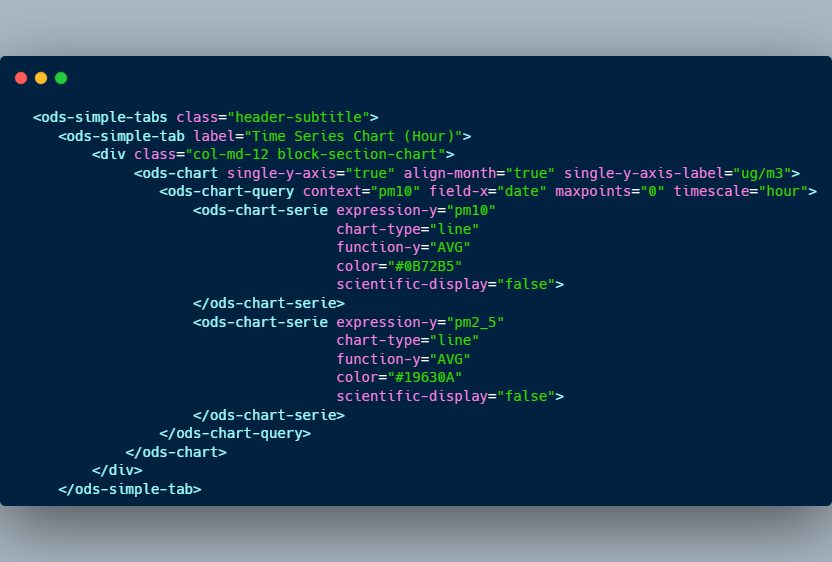 <ods-simple-tabs class="header-subtitle">
<ods-simple-tab label="Time Series Chart (Hour)">
<div class="col-md-12 block-section-chart">
<ods-chart single-y-axis="true" align-month="true" single-y-axis-label="ug/m3">
<ods-chart-query context="pm10" field-x="date" maxpoints="0" timescale="hour">
<ods-chart-serie expression-y="pm10"
chart-type="line"
function-y="AVG"
color="#0B72B5"
scientific-display="false">
</ods-chart-serie>
<ods-chart-serie expression-y="pm2_5"
chart-type="line"
function-y="AVG"
color="#19630A"
scientific-display="false">
</ods-chart-serie>
</ods-chart-query>
</ods-chart>
</div>
</ods-simple-tab>